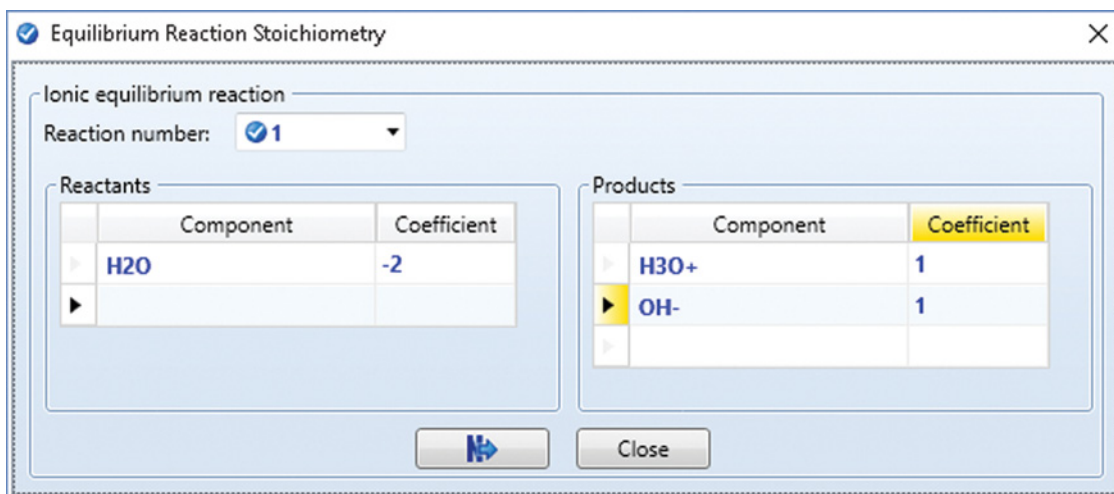 Equilibrium Reaction Stoichiometry
Ionic equilibrium reaction
Reaction number: 1
Reactants
Component Coefficient
H2O -2
Products
Component Coefficient
H3O+ 1
OH- 1
N
Close